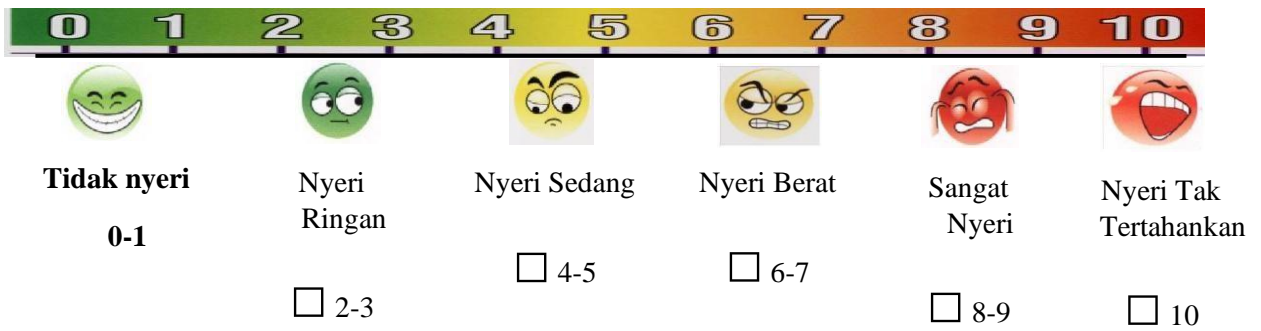 0 1 2 3 4 5 6 7 8 9 10
Tidak nyeri
0-1
Nyeri
Ringan
☐ 2-3
Nyeri Sedang
☐ 4-5
Nyeri Berat
☐ 6-7
Sangat
Nyeri
☐ 8-9
Nyeri Tak
Tertahankan
☐ 10